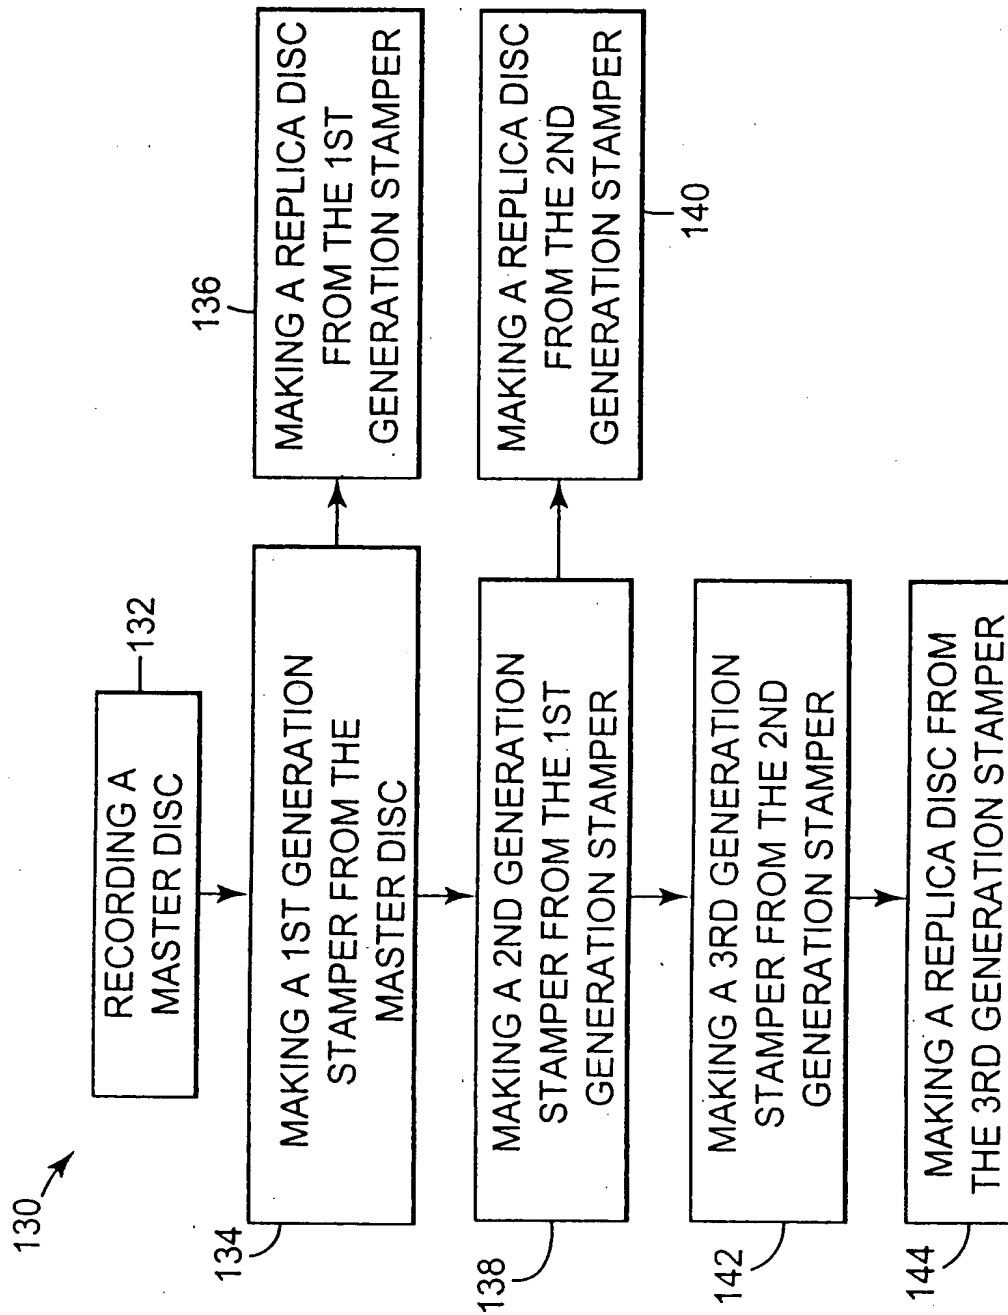 130
RECORDING A
MASTER DISC
132
MAKING A 1ST GENERATION
STAMPER FROM THE
MASTER DISC
134
MAKING A REPLICA DISC
FROM THE 1ST
GENERATION STAMPER
136
MAKING A 2ND GENERATION
STAMPER FROM THE 1ST
GENERATION STAMPER
138
MAKING A REPLICA DISC
FROM THE 2ND
GENERATION STAMPER
140
MAKING A 3RD GENERATION
STAMPER FROM THE 2ND
GENERATION STAMPER
142
MAKING A REPLICA DISC FROM
THE 3RD GENERATION STAMPER
144